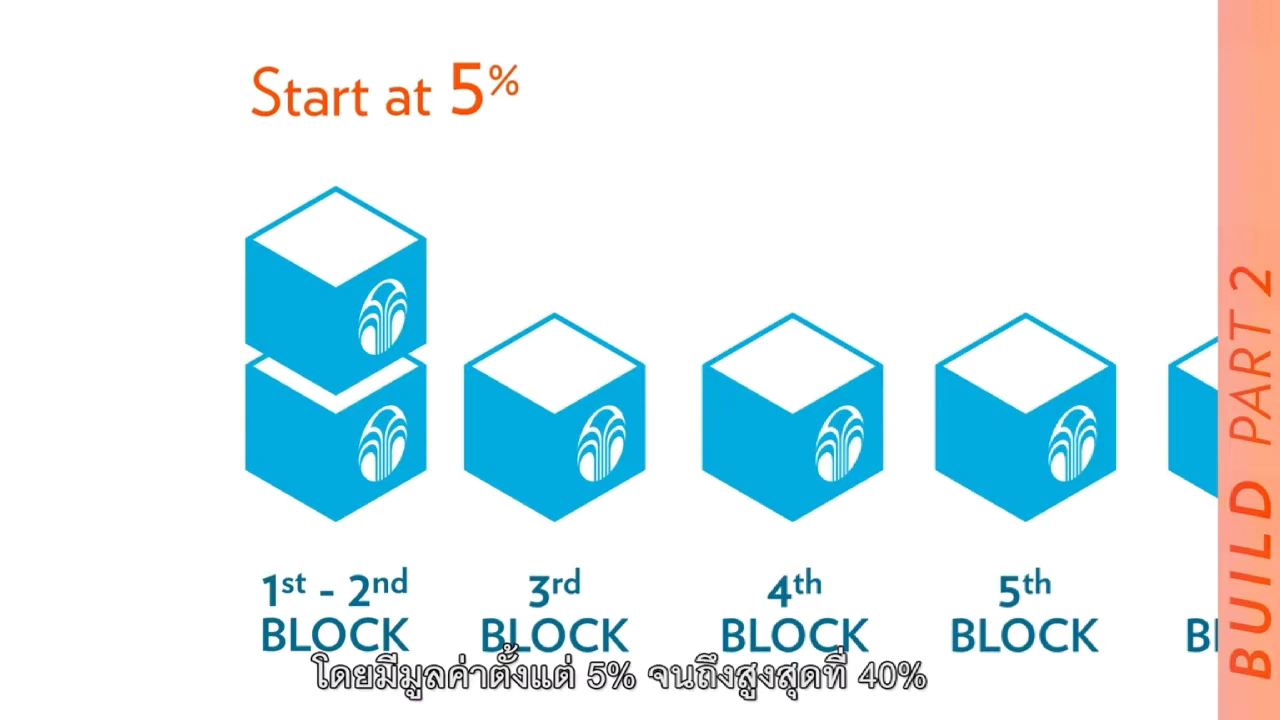 Start at 5%
1st - 2nd
BLOCK
3rd
BLOCK
4th
BLOCK
5th
BLOCK
โดยมีมูลค่าตั้งแต่ 5% จนถึงสูงสุดที่ 40%
BUILD PART 2